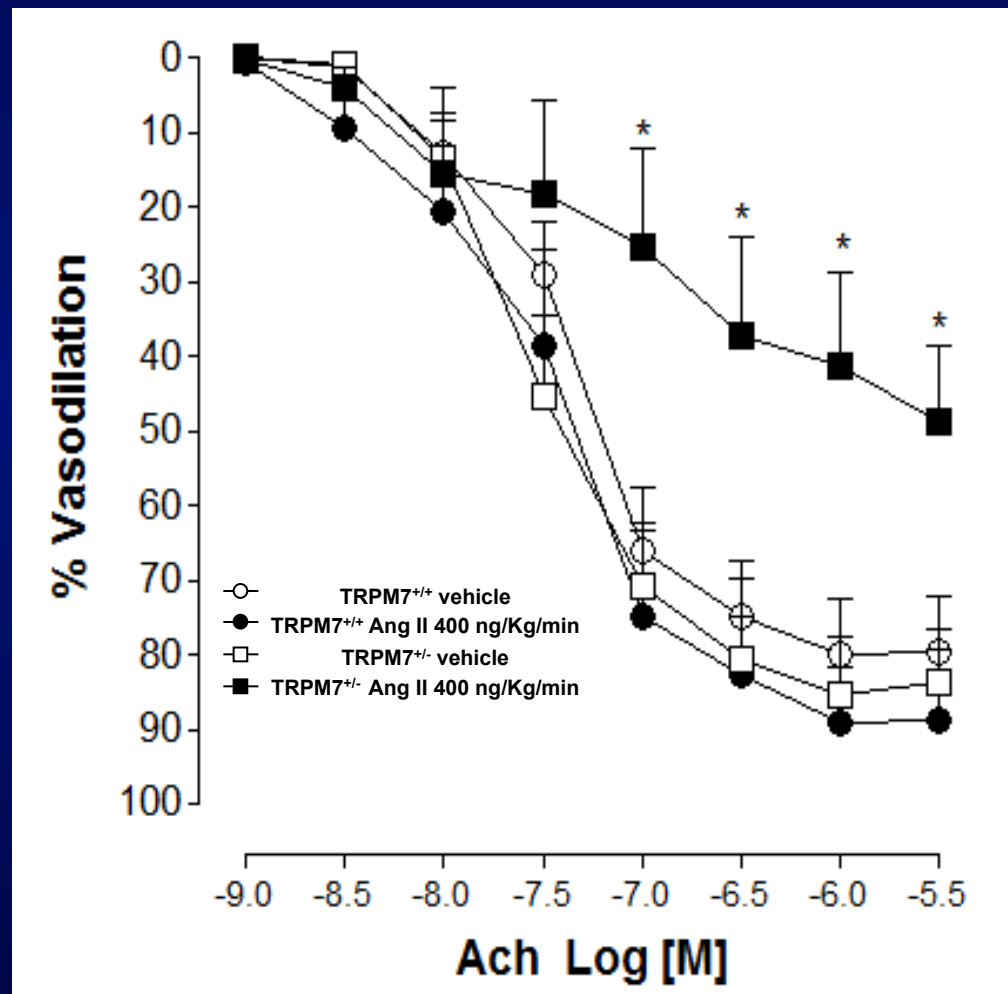 0
10
20
30
40
50
60
70
80
90
100
% Vasodilation
*
*
*
*
TRPM7+/+ vehicle
TRPM7+/+ Ang II 400 ng/Kg/min
TRPM7+/- vehicle
TRPM7+/- Ang II 400 ng/Kg/min
-9.0 -8.5 -8.0 -7.5 -7.0 -6.5 -6.0 -5.5
Ach Log [M]